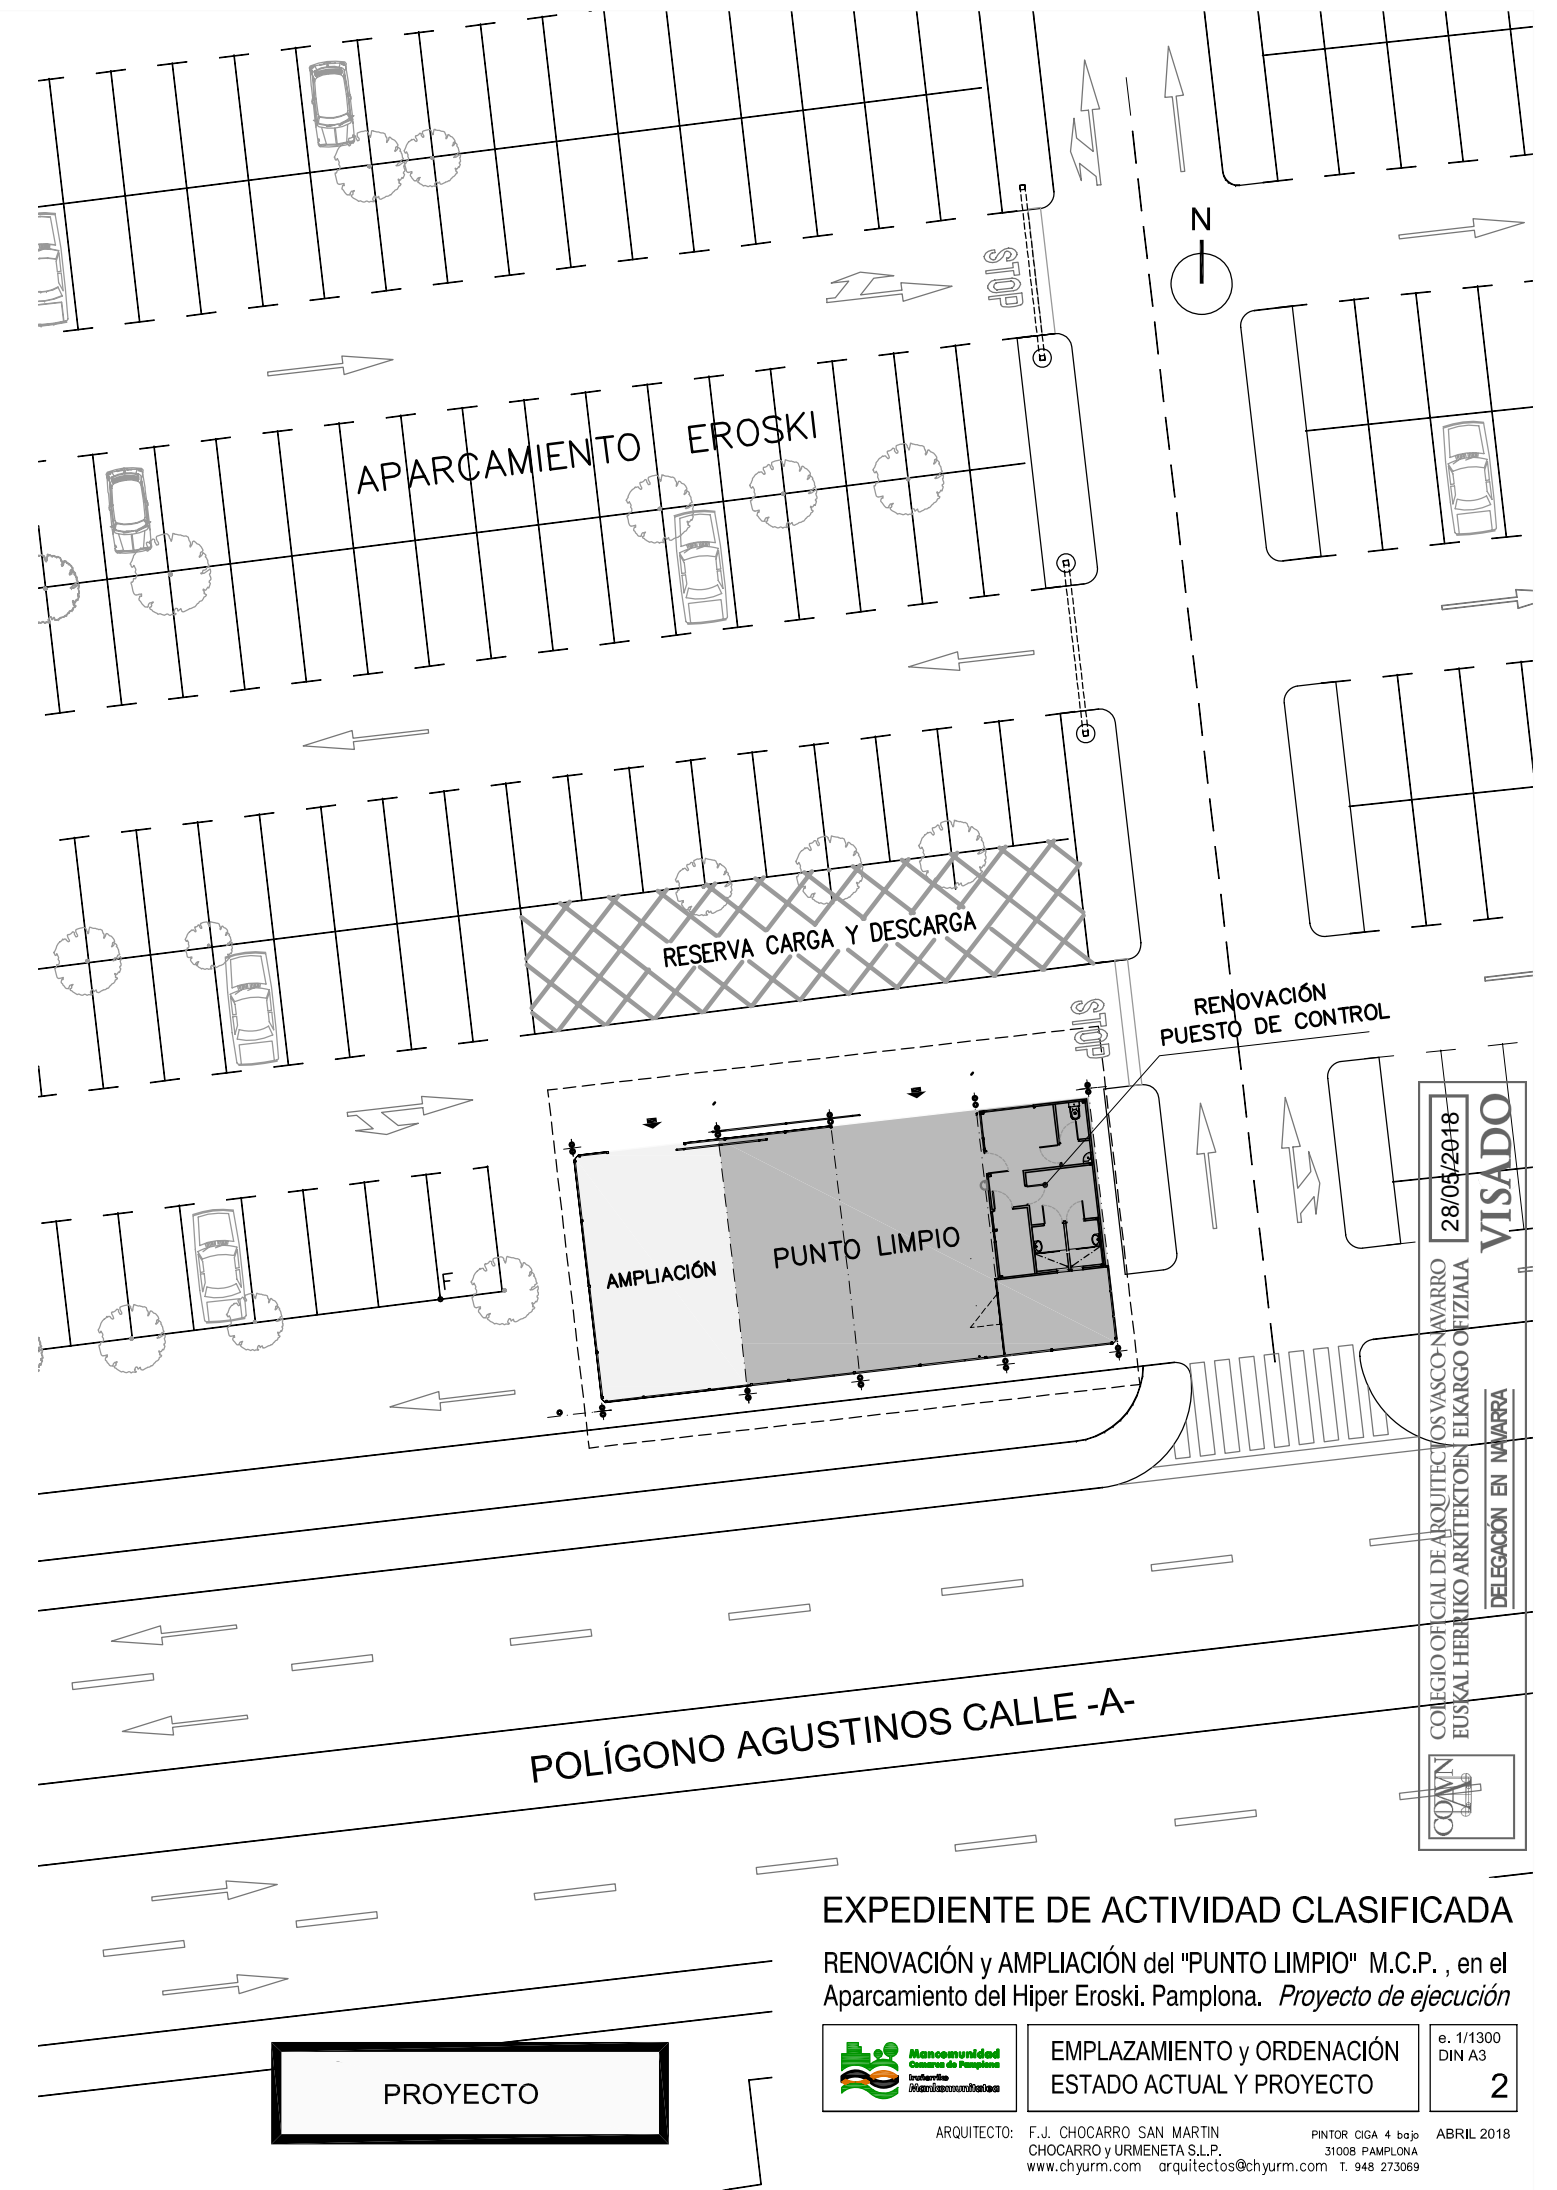 N
STOP
APARCAMIENTO EROSKI
RESERVA CARGA Y DESCARGA
STOP
RENOVACIÓN
PUESTO DE CONTROL
AMPLIACIÓN
PUNTO LIMPIO
F
POLÍGONO AGUSTINOS CALLE -A-
COLEGIO OFICIAL DE ARQUITECTOS VASCO-NAVARRO
EUSKAL HERRIKO ARKITEKTOEN ELKARGO OFIZIALA
28/05/2018
VISADO
DELEGACIÓN EN NAVARRA
COAVN
EXPEDIENTE DE ACTIVIDAD CLASIFICADA
RENOVACIÓN y AMPLIACIÓN del "PUNTO LIMPIO" M.C.P. , en el
Aparcamiento del Hiper Eroski. Pamplona. Proyecto de ejecución
Mancomunidad
Comarca de Pamplona
Iruñerriko
Mankomunitatea
EMPLAZAMIENTO y ORDENACIÓN
ESTADO ACTUAL Y PROYECTO
e. 1/1300
DIN A3
2
PROYECTO
ARQUITECTO: F.J. CHOCARRO SAN MARTIN
CHOCARRO y URMENETA S.L.P.
www.chyurm.com arquitectos@chyurm.com
PINTOR CIGA 4 bajo
31008 PAMPLONA
T. 948 273069
ABRIL 2018